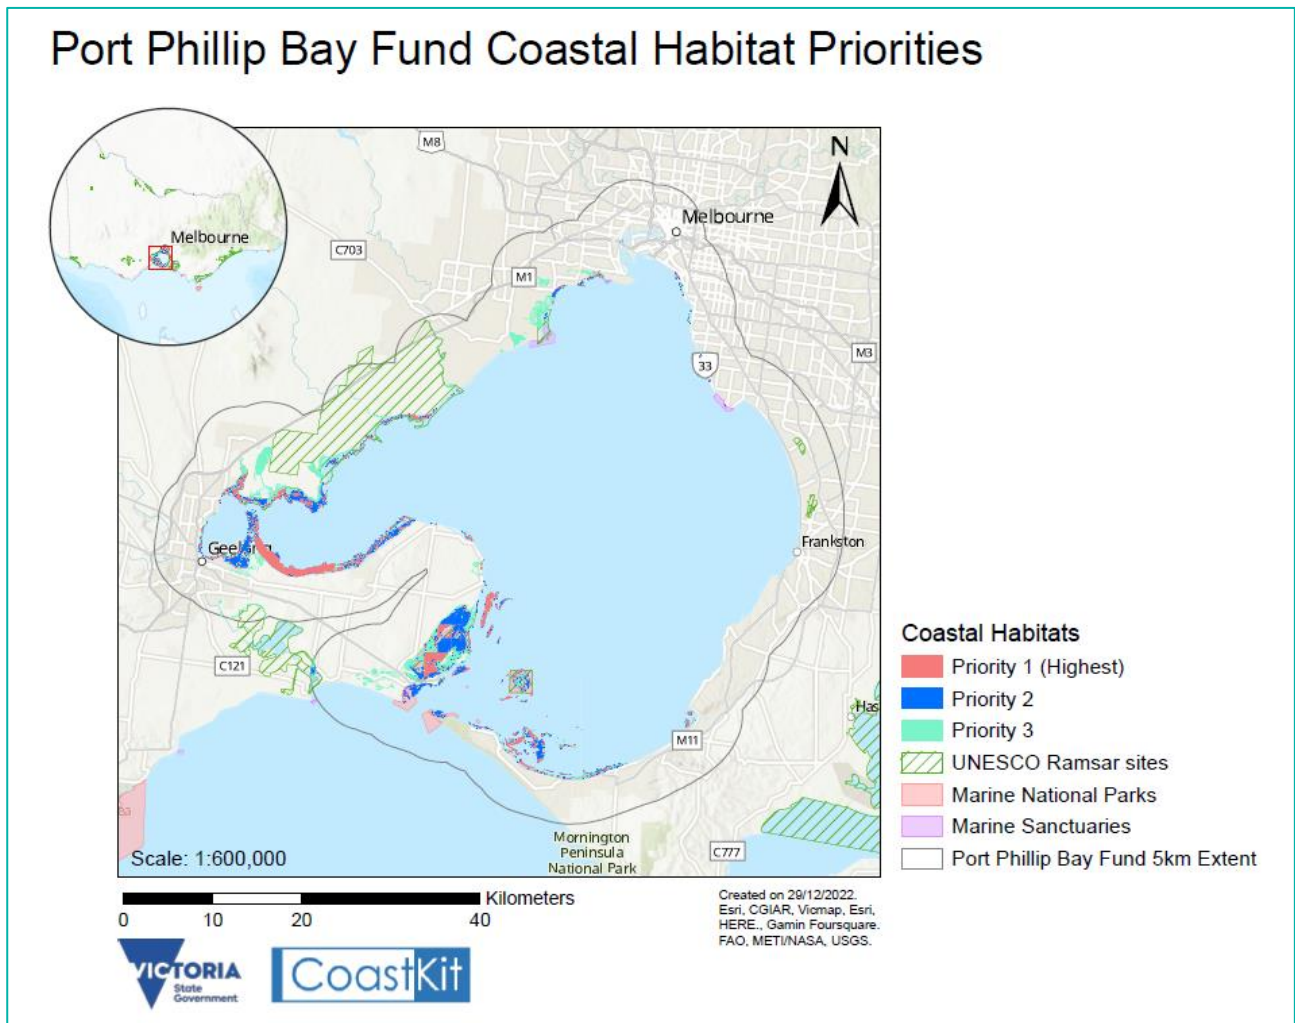 Port Phillip Bay Fund Coastal Habitat Priorities
M8
N
Melbourne
Melbourne
C703
M1
M3
33
Geelong
Frankston
C121
Has
M11
Mornington
Peninsula
National Park
C777
Scale: 1:600,000
Coastal Habitats
Priority 1 (Highest)
Priority 2
Priority 3
UNESCO Ramsar sites
Marine National Parks
Marine Sanctuaries
Port Phillip Bay Fund 5km Extent
Kilometers
0 10 20 40
Created on 29/12/2022.
Esri, CGIAR, Vicmap, Esri,
HERE., Gamin Foursquare.
FAO, METI/NASA, USGS.
VICTORIA
State
Government
CoastKit